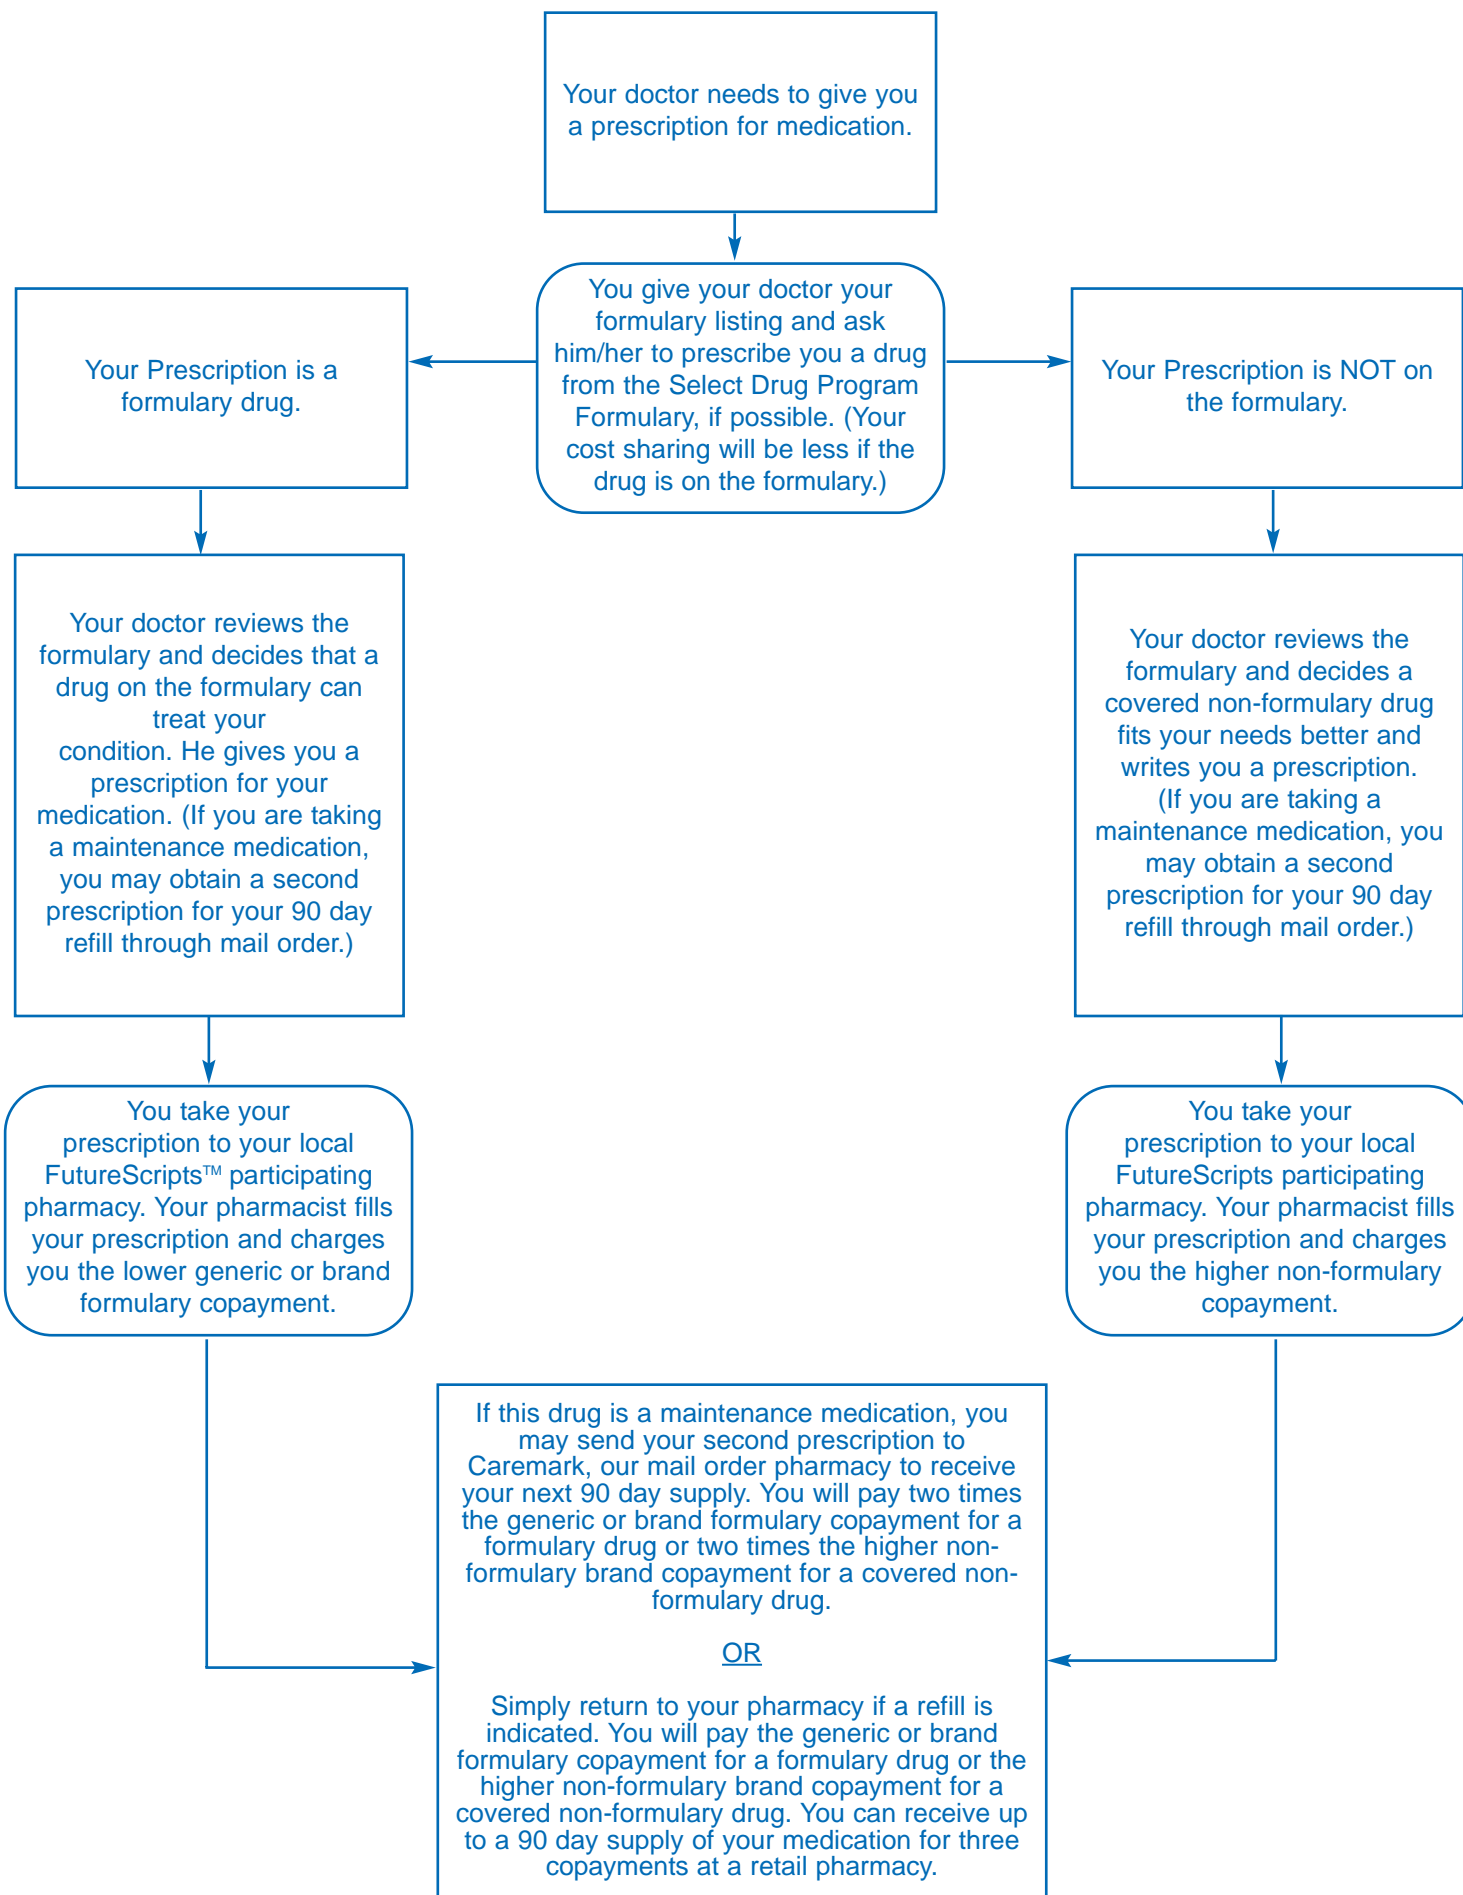 Your doctor needs to give you
a prescription for medication.
You give your doctor your
formulary listing and ask
him/her to prescribe you a drug
from the Select Drug Program
Formulary, if possible. (Your
cost sharing will be less if the
drug is on the formulary.)
Your Prescription is a
formulary drug.
Your Prescription is NOT on
the formulary.
Your doctor reviews the
formulary and decides that a
drug on the formulary can
treat your
condition. He gives you a
prescription for your
medication. (If you are taking
a maintenance medication,
you may obtain a second
prescription for your 90 day
refill through mail order.)
Your doctor reviews the
formulary and decides a
covered non-formulary drug
fits your needs better and
writes you a prescription.
(If you are taking a
maintenance medication, you
may obtain a second
prescription for your 90 day
refill through mail order.)
You take your
prescription to your local
FutureScripts™ participating
pharmacy. Your pharmacist fills
your prescription and charges
you the lower generic or brand
formulary copayment.
You take your
prescription to your local
FutureScripts participating
pharmacy. Your pharmacist fills
your prescription and charges
you the higher non-formulary
copayment.
If this drug is a maintenance medication, you
may send your second prescription to
Caremark, our mail order pharmacy to receive
your next 90 day supply. You will pay two times
the generic or brand formulary copayment for a
formulary drug or two times the higher non-
formulary brand copayment for a covered non-
formulary drug.
OR
Simply return to your pharmacy if a refill is
indicated. You will pay the generic or brand
formulary copayment for a formulary drug or the
higher non-formulary brand copayment for a
covered non-formulary drug. You can receive up
to a 90 day supply of your medication for three
copayments at a retail pharmacy.